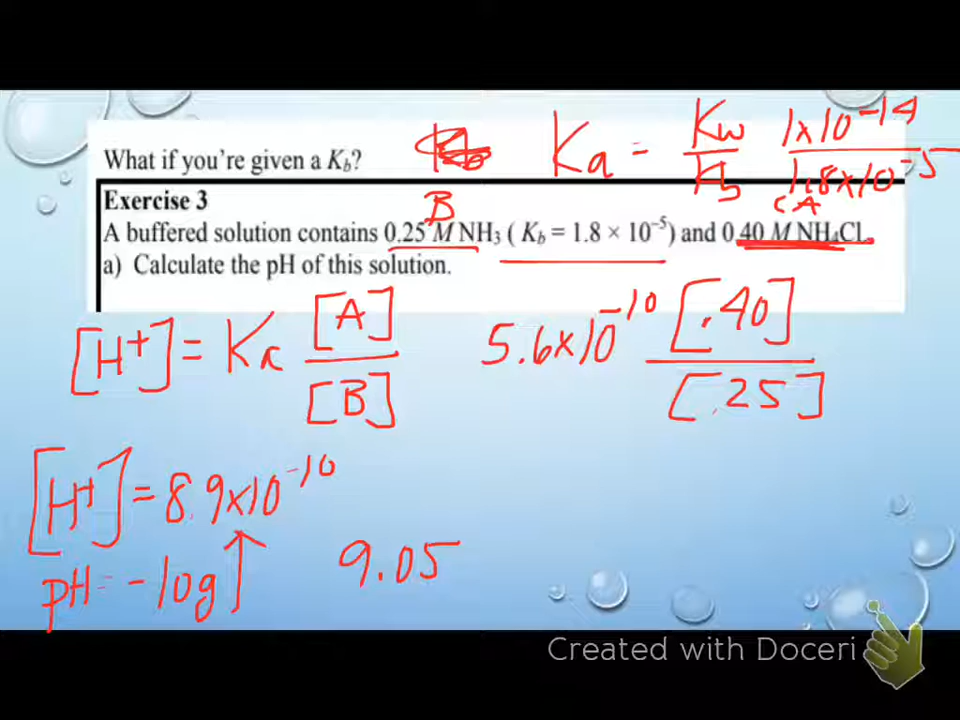 What if you're given a Kb?
Ka = Kw / Kb 1x10^-14 / 1.8x10^-5
Exercise 3
B
CA
A buffered solution contains 0.25 M NH3 ( Kb = 1.8 × 10^-5) and 0 40 M NH4Cl.
a) Calculate the pH of this solution.
[H+] = Ka [A] / [B] 5.6x10^-10 [.40] / [.25]
[H+] = 8.9x10^-10
pH = -log 9.05
Created with Doceri